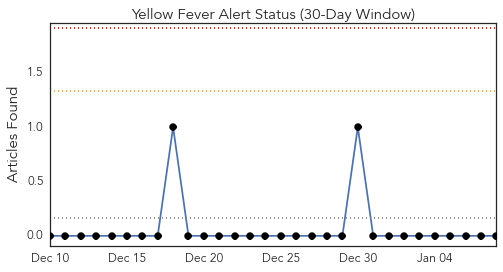 Yellow Fever Alert Status (30-Day Window)
Articles Found
1.5
1.0
0.5
0.0
Dec 10 Dec 15 Dec 20 Dec 25 Dec 30 Jan 04